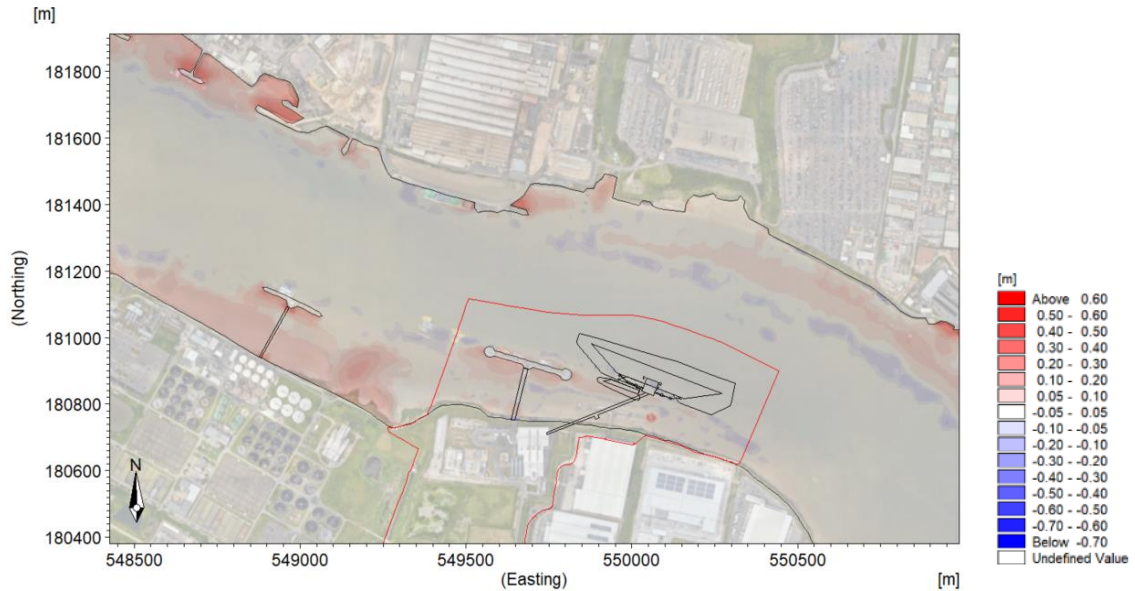 [m]
181800
181600
181400
181200
181000
180800
180600
180400
(Northing)
N
548500 549000 549500 550000 550500
(Easting) [m]
[m]
Above 0.60
0.50 - 0.60
0.40 - 0.50
0.30 - 0.40
0.20 - 0.30
0.10 - 0.20
0.05 - 0.10
-0.05 - 0.05
-0.10 - -0.05
-0.20 - -0.10
-0.30 - -0.20
-0.40 - -0.30
-0.50 - -0.40
-0.60 - -0.50
-0.70 - -0.60
Below -0.70
Undefined Value